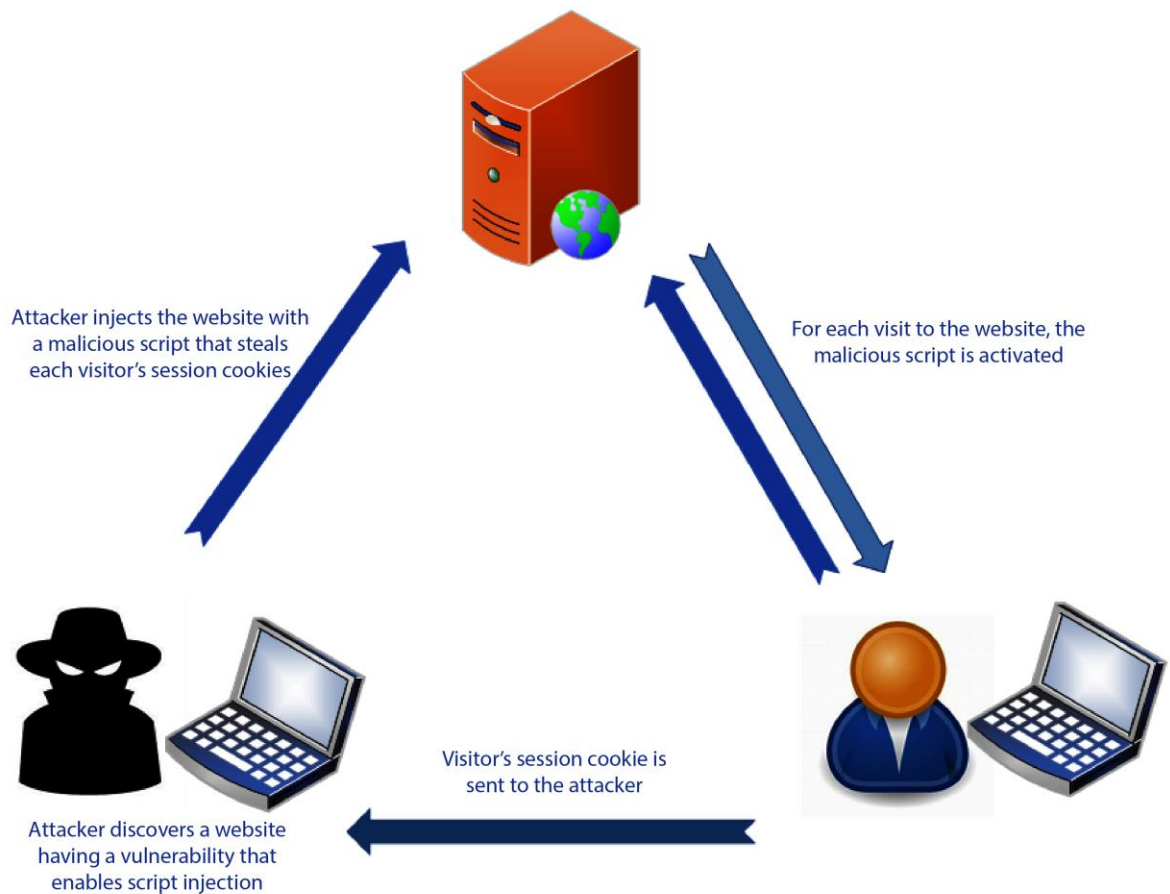 Attacker injects the website with
a malicious script that steals
each visitor's session cookies
For each visit to the website, the
malicious script is activated
Visitor's session cookie is
sent to the attacker
Attacker discovers a website
having a vulnerability that
enables script injection